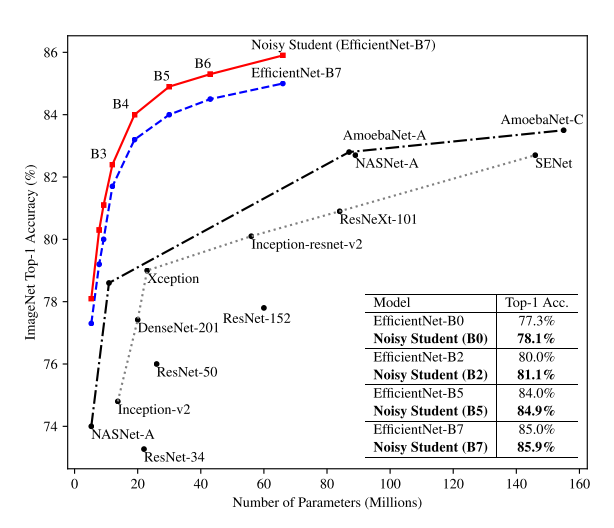 86
84
82
80
78
76
74
ImageNet Top-1 Accuracy (%)
0 20 40 60 80 100 120 140 160
Number of Parameters (Millions)
Noisy Student (EfficientNet-B7)
B6
B5
EfficientNet-B7
B4
B3
AmoebaNet-C
AmoebaNet-A
NASNet-A
SENet
ResNeXt-101
Inception-resnet-v2
Xception
ResNet-152
DenseNet-201
ResNet-50
Inception-v2
NASNet-A
ResNet-34
Model Top-1 Acc.
EfficientNet-B0 77.3%
Noisy Student (B0) 78.1%
EfficientNet-B2 80.0%
Noisy Student (B2) 81.1%
EfficientNet-B5 84.0%
Noisy Student (B5) 84.9%
EfficientNet-B7 85.0%
Noisy Student (B7) 85.9%